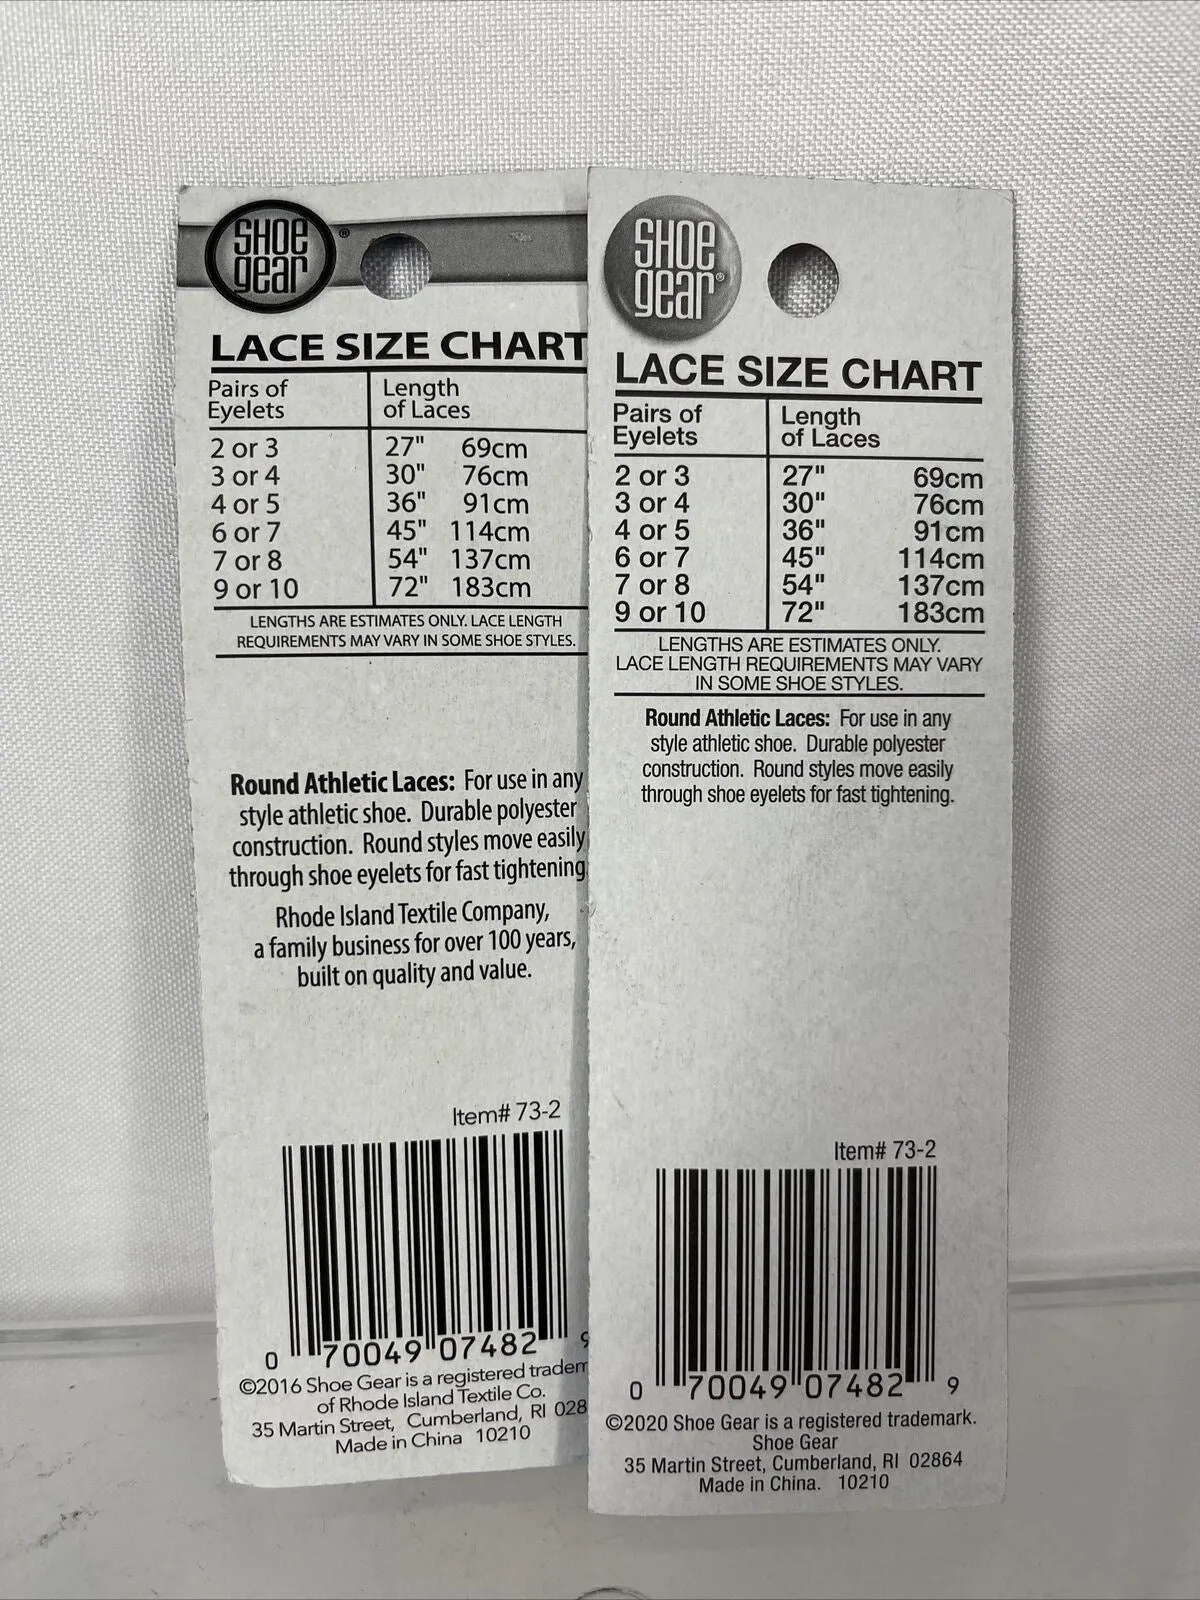 SHOE
gear®
LACE SIZE CHART
Pairs of Eyelets
Length of Laces
2 or 3 27" 69cm
3 or 4 30" 76cm
4 or 5 36" 91cm
6 or 7 45" 114cm
7 or 8 54" 137cm
9 or 10 72" 183cm
LENGTHS ARE ESTIMATES ONLY. LACE LENGTH
REQUIREMENTS MAY VARY IN SOME SHOE STYLES.
Round Athletic Laces: For use in any
style athletic shoe. Durable polyester
construction. Round styles move easily
through shoe eyelets for fast tightening
Rhode Island Textile Company,
a family business for over 100 years,
built on quality and value.
Item# 73-2
0 70049 07482 9
©2016 Shoe Gear is a registered tradem
of Rhode Island Textile Co.
35 Martin Street, Cumberland, RI 028
Made in China 10210
SHOE
gear®
LACE SIZE CHART
Pairs of Eyelets
Length of Laces
2 or 3 27" 69cm
3 or 4 30" 76cm
4 or 5 36" 91cm
6 or 7 45" 114cm
7 or 8 54" 137cm
9 or 10 72" 183cm
LENGTHS ARE ESTIMATES ONLY.
LACE LENGTH REQUIREMENTS MAY VARY
IN SOME SHOE STYLES.
Round Athletic Laces: For use in any
style athletic shoe. Durable polyester
construction. Round styles move easily
through shoe eyelets for fast tightening.
Item# 73-2
0 70049 07482 9
©2020 Shoe Gear is a registered trademark.
Shoe Gear
35 Martin Street, Cumberland, RI 02864
Made in China. 10210